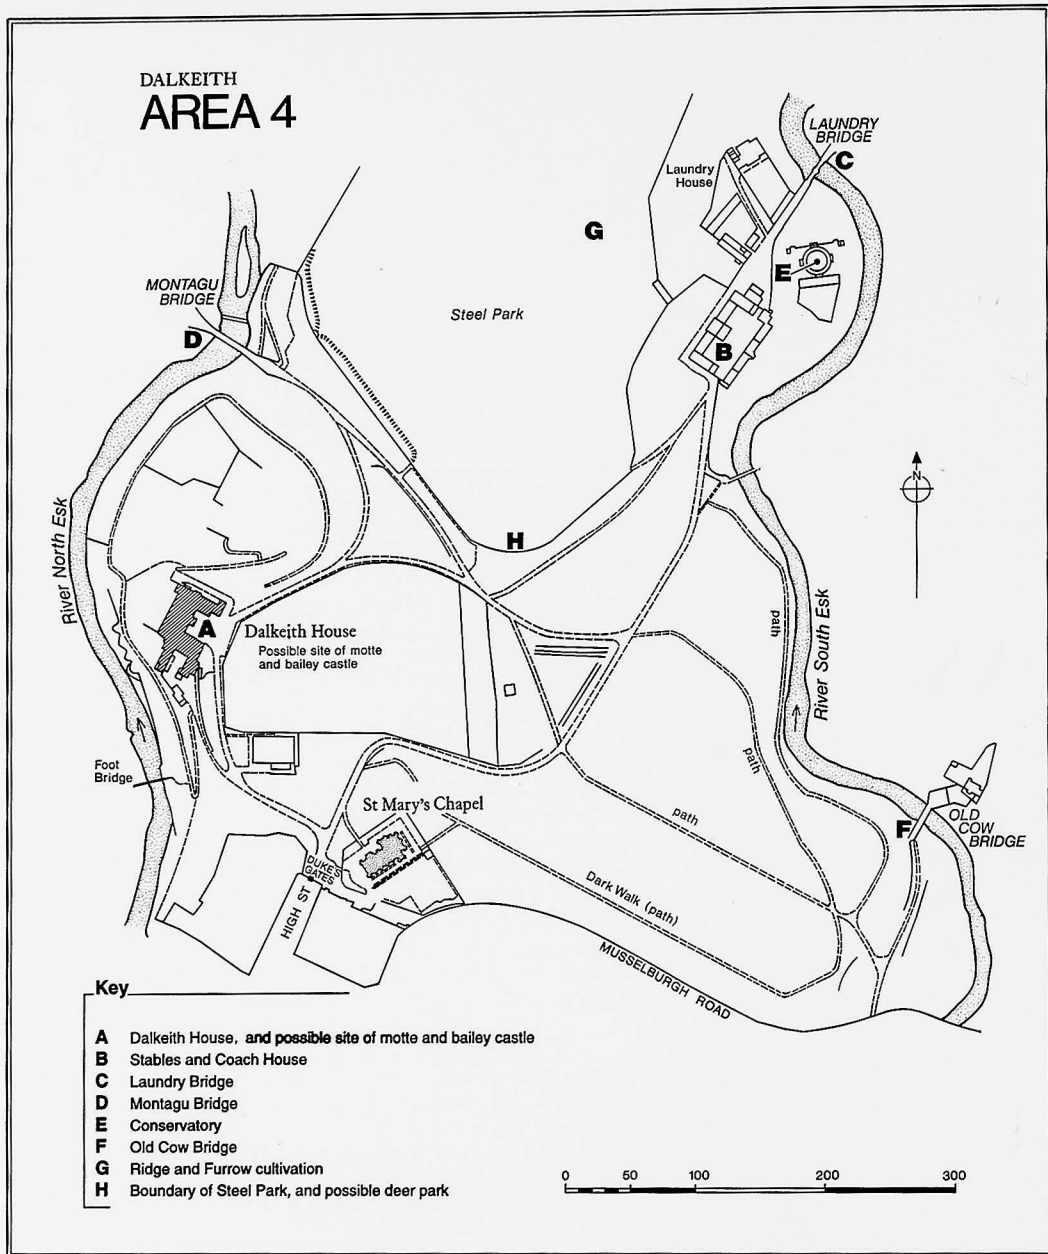 DALKEITH
AREA 4
LAUNDRY
BRIDGE
C
Laundry
House
G
E
MONTAGU
BRIDGE
D
Steel Park
B
N
H
River North Esk
A
Dalkeith House
Possible site of motte
and bailey castle
path
River South Esk
Foot
Bridge
path
St Mary's Chapel
path
F
OLD
COW
BRIDGE
DUKE'S
GATES
HIGH ST
Dark Walk (path)
MUSSELBURGH ROAD
Key
A Dalkeith House, and possible site of motte and bailey castle
B Stables and Coach House
C Laundry Bridge
D Montagu Bridge
E Conservatory
F Old Cow Bridge
G Ridge and Furrow cultivation
H Boundary of Steel Park, and possible deer park
0 50 100 200 300